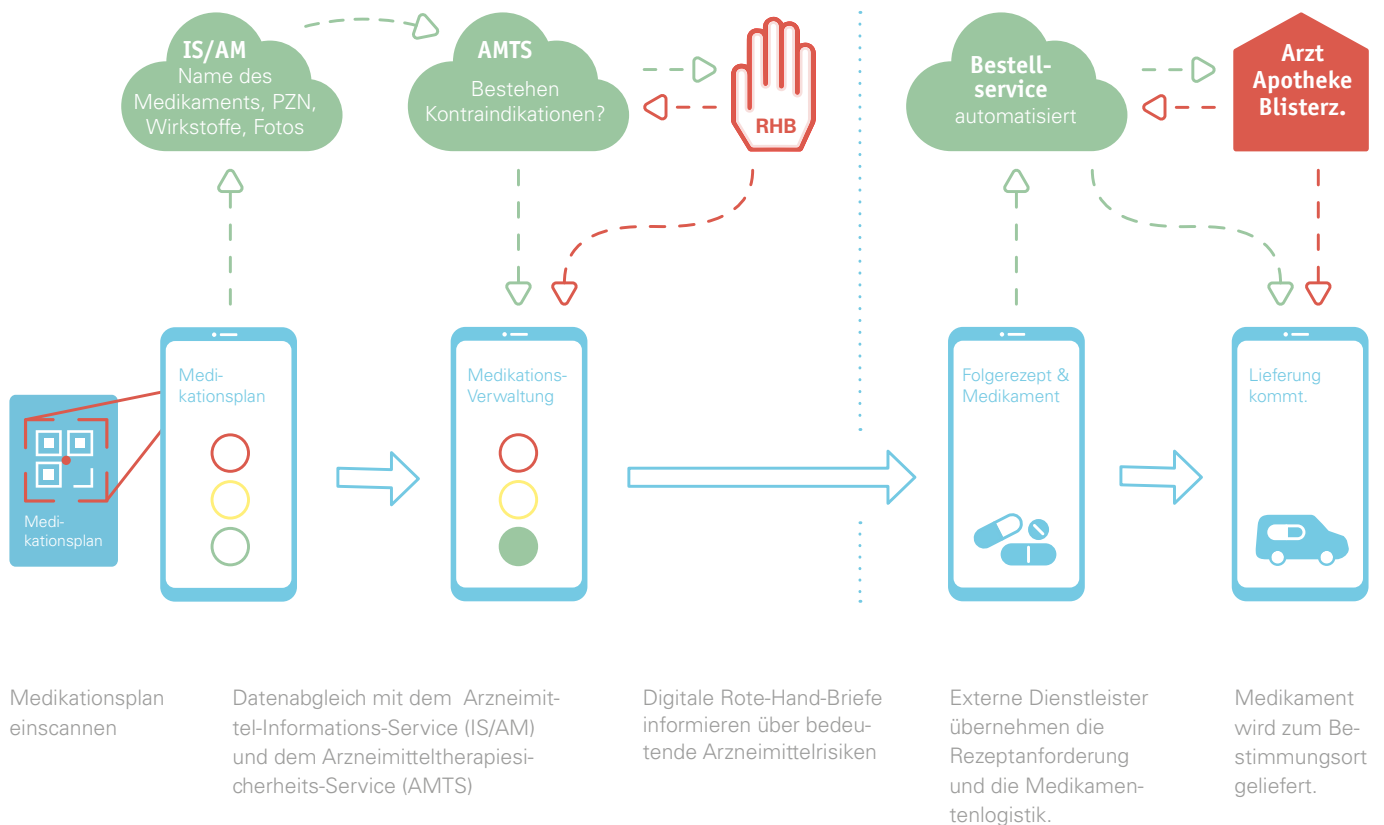 IS/AM
Name des
Medikaments, PZN,
Wirkstoffe, Fotos
AMTS
Bestehen
Kontraindikationen?
RHB
Bestell-
service
automatisiert
Arzt
Apotheke
Blisterz.
Medi-
kationsplan
Medi-
kationsplan
Medikations-
Verwaltung
Folgerezept &
Medikament
Lieferung
kommt.
Medikationsplan
einscannen
Datenabgleich mit dem Arzneimit-
tel-Informations-Service (IS/AM)
und dem Arzneimitteltherapiesi-
cherheits-Service (AMTS)
Digitale Rote-Hand-Briefe
informieren über bedeu-
tende Arzneimittelrisiken
Externe Dienstleister
übernehmen die
Rezeptanforderung
und die Medikamen-
tenlogistik.
Medikament
wird zum Be-
stimmungsort
geliefert.